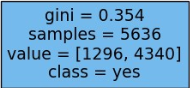 gini = 0.354
samples = 5636
value = [1296, 4340]
class = yes